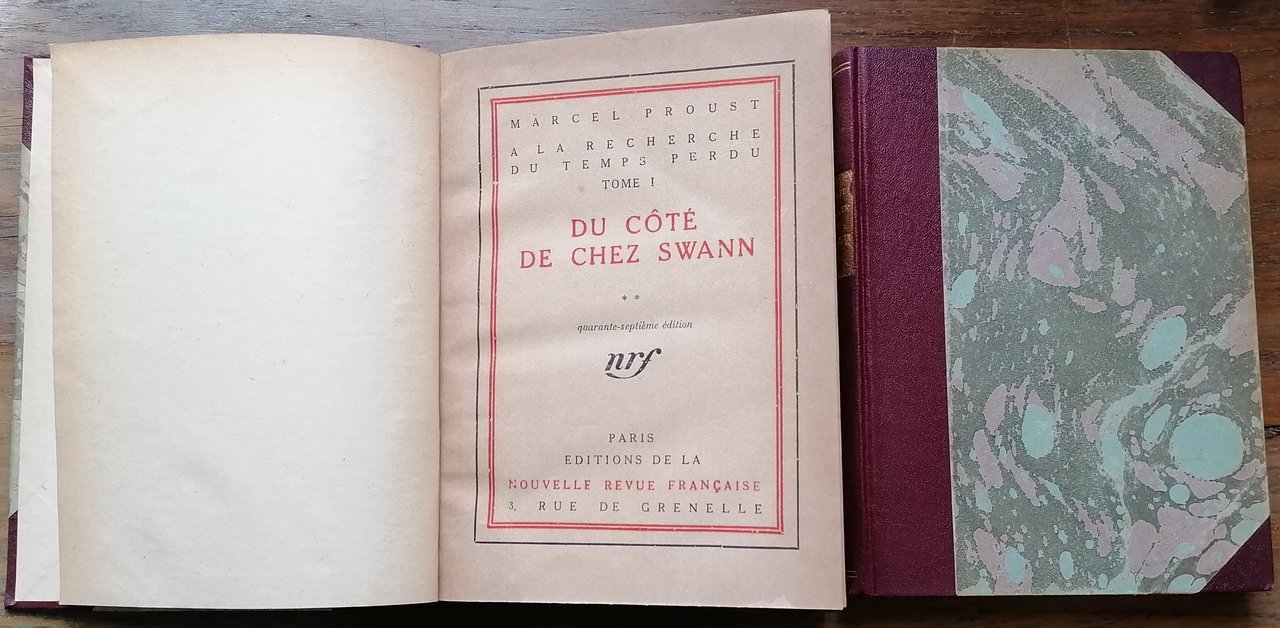 MARCEL PROUST
A LA RECHERCHE
DU TEMPS PERDU
TOME I.
DU CÔTÉ
DE CHEZ SWANN
* *
quarante-septième édition
nrf
PARIS
EDITIONS DE LA
NOUVELLE REVUE FRANÇAISE
3, RUE DE GRENELLE